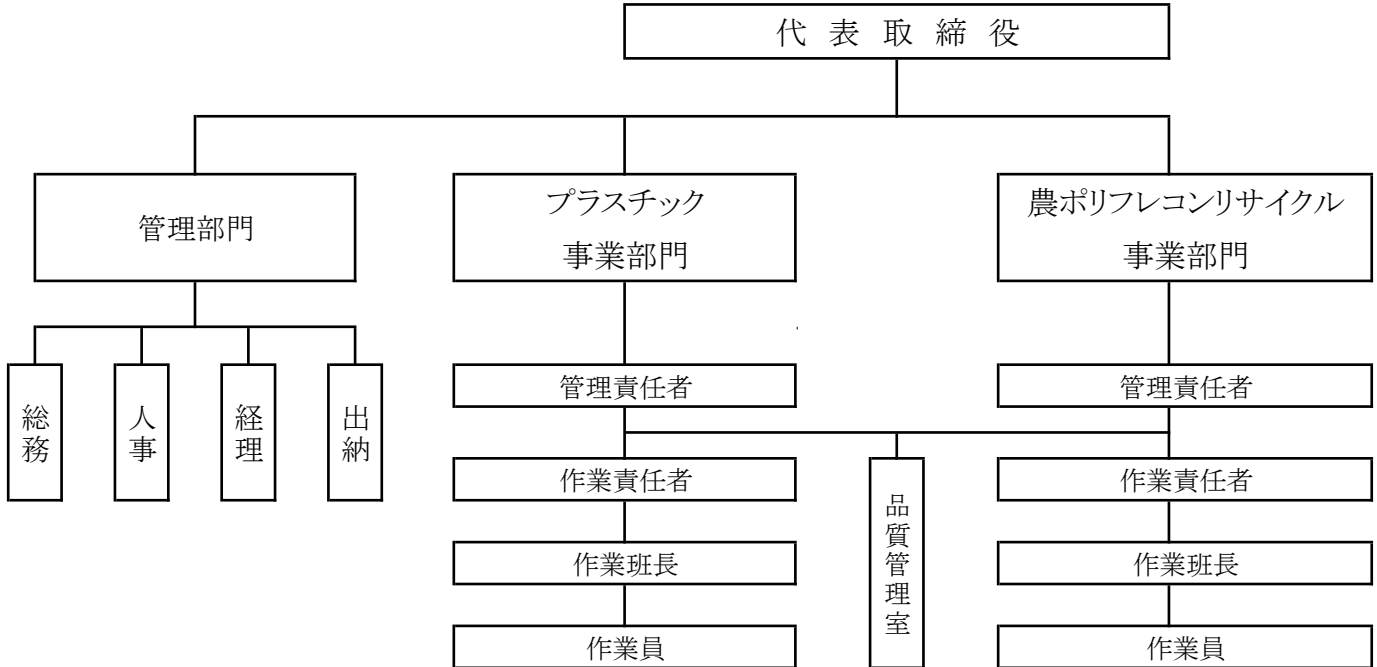 代表取締役
管理部門
プラスチック
事業部門
農ポリフレコンリサイクル
事業部門
総務
人事
経理
出納
管理責任者
管理責任者
作業責任者
品質管理室
作業責任者
作業班長
作業班長
作業員
作業員